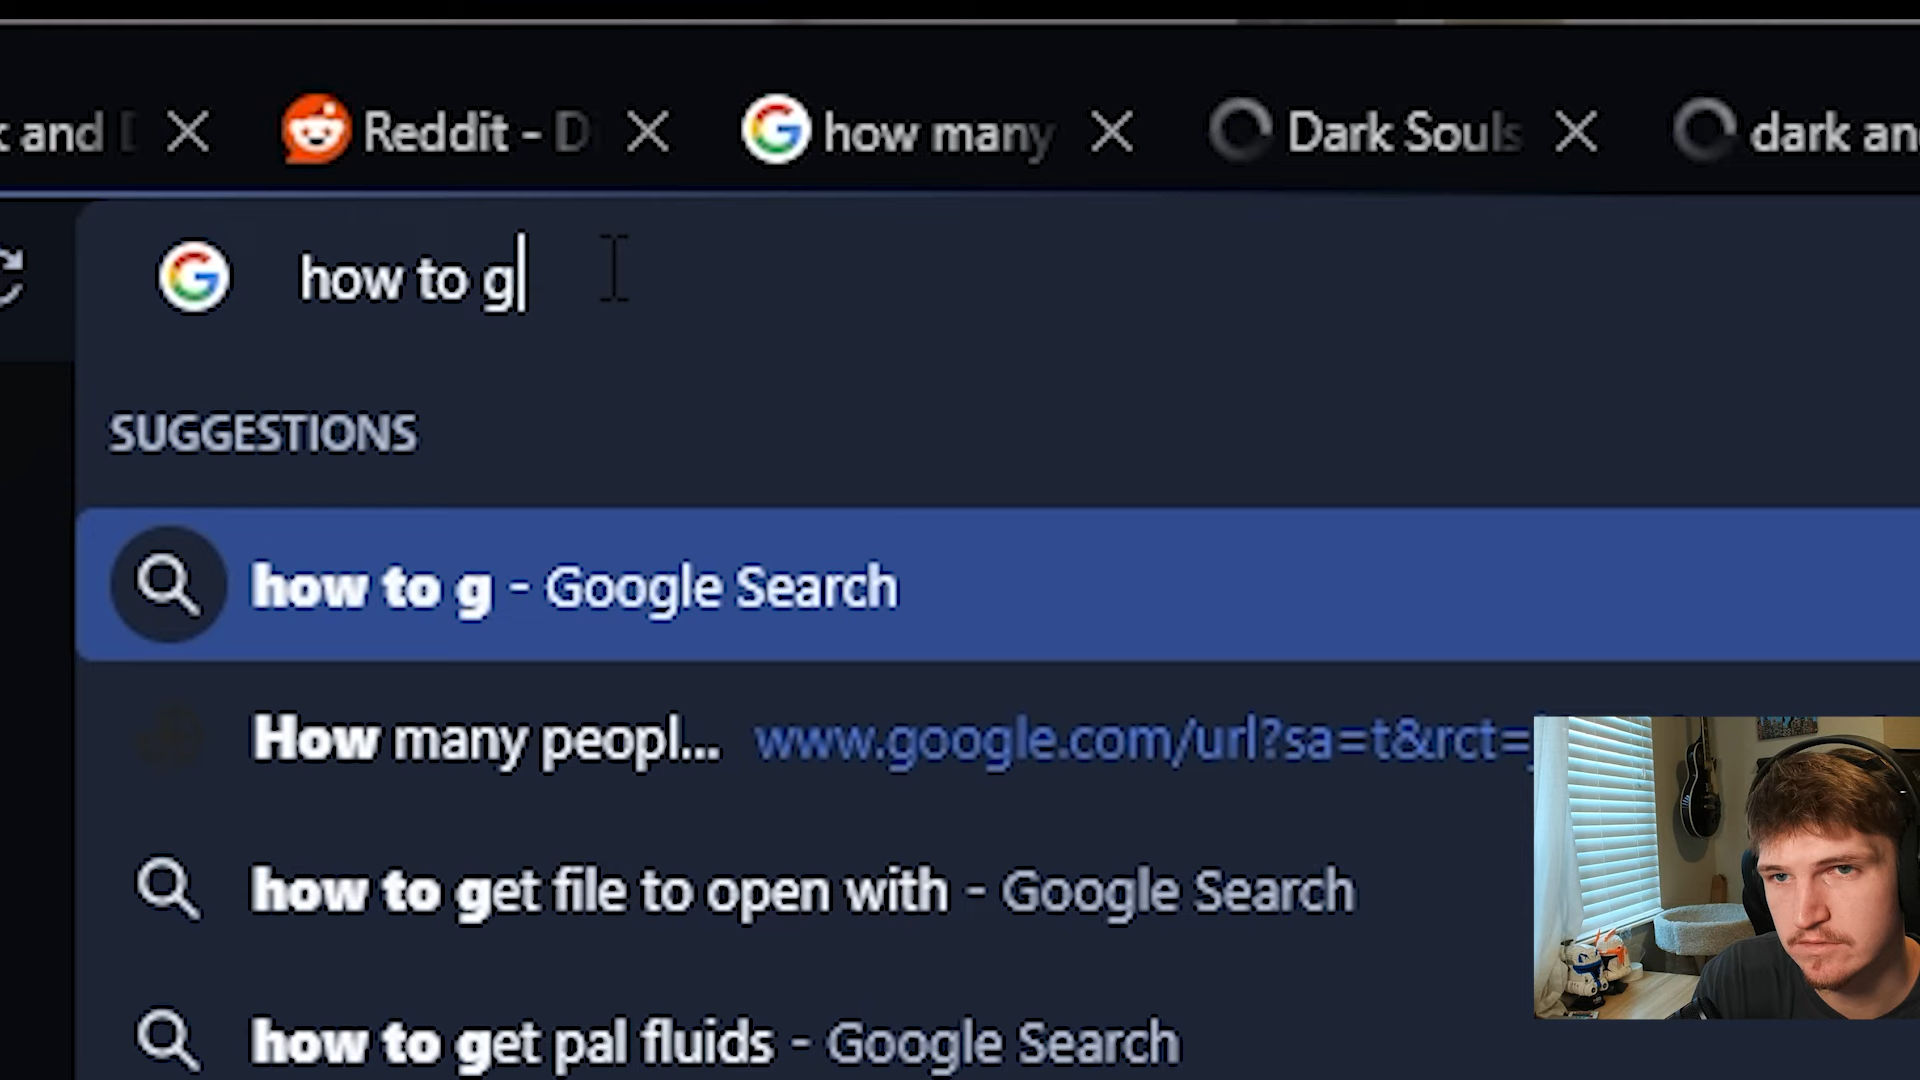 k and D
Reddit - D
how many
Dark Souls
dark an
how to g
SUGGESTIONS
how to g - Google Search
How many peopl... www.google.com/url?sa=t&rct=
how to get file to open with - Google Search
how to get pal fluids - Google Search